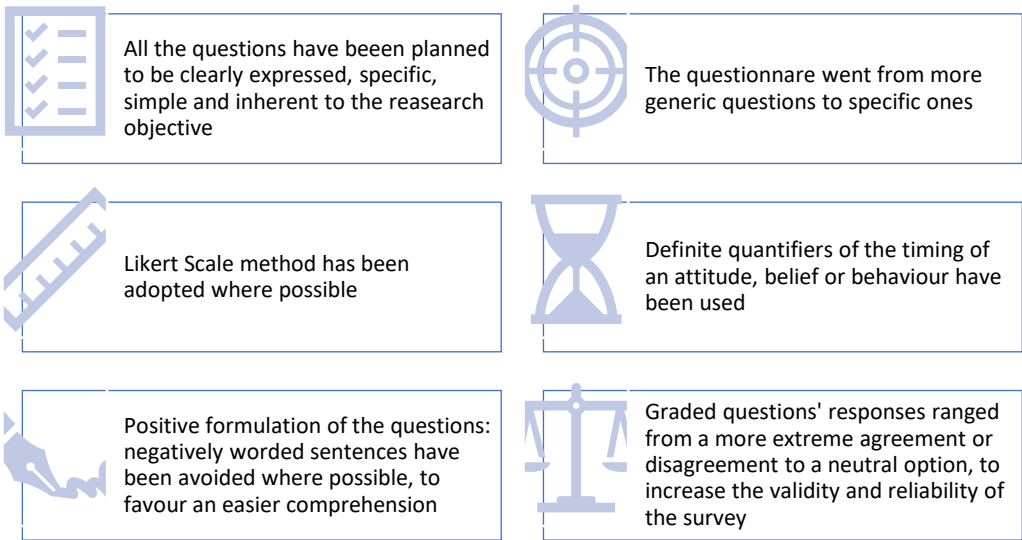 All the questions have beeen planned
to be clearly expressed, specific,
simple and inherent to the reasearch
objective
The questionnare went from more
generic questions to specific ones
Likert Scale method has been
adopted where possible
Definite quantifiers of the timing of
an attitude, belief or behaviour have
been used
Positive formulation of the questions:
negatively worded sentences have
been avoided where possible, to
favour an easier comprehension
Graded questions' responses ranged
from a more extreme agreement or
disagreement to a neutral option, to
increase the validity and reliability of
the survey